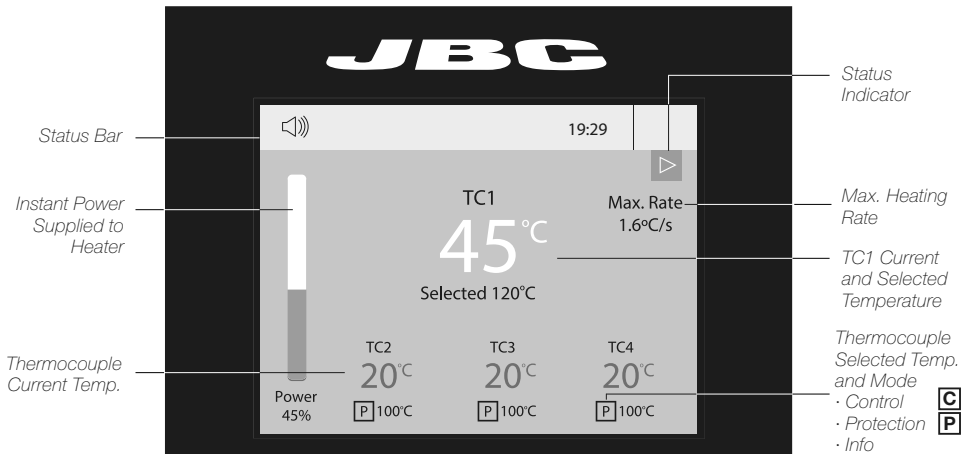 JBC
Status
Indicator
Status Bar
19:29
Instant Power
Supplied to
Heater
TC1
45°C
Selected 120°C
Max. Rate
1.6ºC/s
Max. Heating
Rate
TC1 Current
and Selected
Temperature
Thermocouple
Current Temp.
TC2
20°C
P 100°C
TC3
20°C
P 100°C
TC4
20°C
P 100°C
Power
45%
Thermocouple
Selected Temp.
and Mode
· Control C
· Protection P
· Info